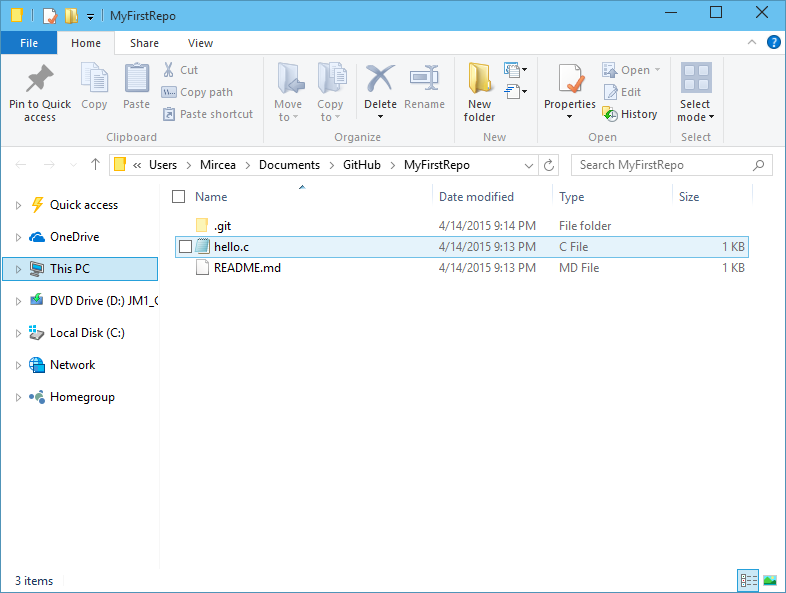 MyFirstRepo
File Home Share View
Pin to Quick access
Copy
Paste
Cut
Copy path
Paste shortcut
Clipboard
Move to
Copy to
Delete
Rename
Organize
New folder
New
Properties
Open
Edit
History
Open
Select mode
Select
« Users > Mircea > Documents > GitHub > MyFirstRepo
Search MyFirstRepo
Name Date modified Type Size
.git 4/14/2015 9:14 PM File folder
hello.c 4/14/2015 9:13 PM C File 1 KB
README.md 4/14/2015 9:13 PM MD File 1 KB
Quick access
OneDrive
This PC
DVD Drive (D:) JM1_C
Local Disk (C:)
Network
Homegroup
3 items